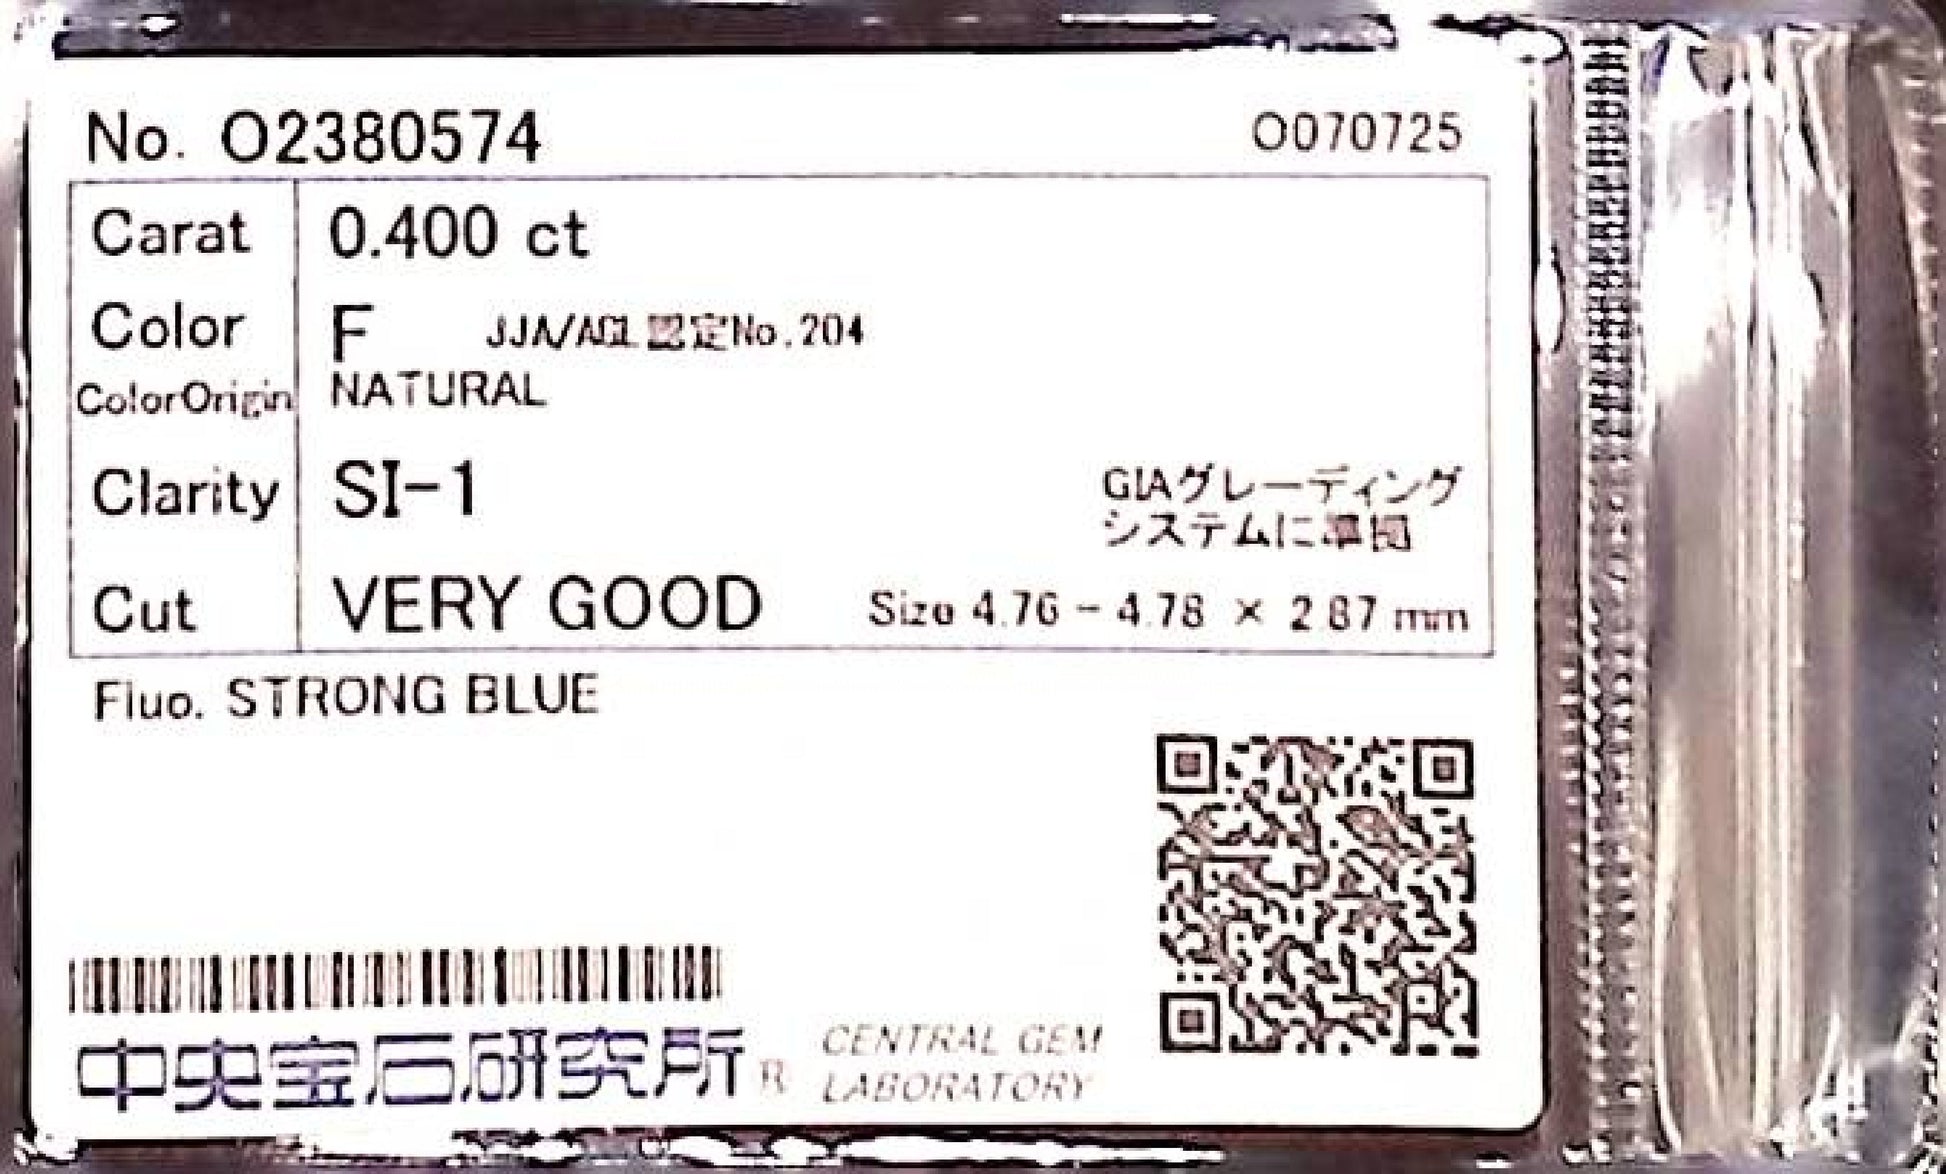 No. O2380574
O070725
Carat 0.400 ct
Color F JJA/AGL認定No.204
ColorOrigin NATURAL
Clarity SI-1
GIAグレーディング
システムに準拠
Cut VERY GOOD Size 4.76 - 4.78 × 2.87 mm
Fluo. STRONG BLUE
中央宝石研究所® CENTRAL GEM
LABORATORY